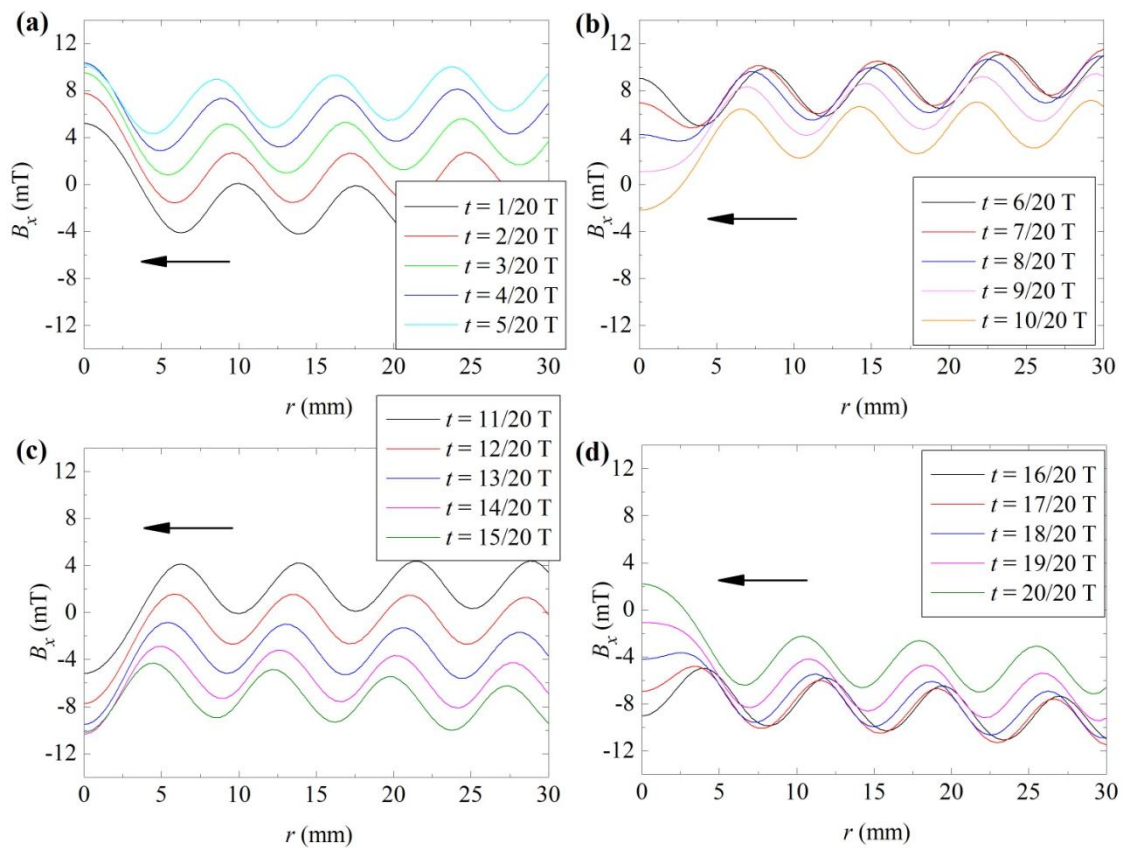 (a)
12
8
4
0
-4
-8
-12
B_x (mT)
t = 1/20 T
t = 2/20 T
t = 3/20 T
t = 4/20 T
t = 5/20 T
0 5 10 15 20 25 30
r (mm)
(b)
12
8
4
0
-4
-8
-12
B_x (mT)
t = 6/20 T
t = 7/20 T
t = 8/20 T
t = 9/20 T
t = 10/20 T
0 5 10 15 20 25 30
r (mm)
(c)
12
8
4
0
-4
-8
-12
B_x (mT)
t = 11/20 T
t = 12/20 T
t = 13/20 T
t = 14/20 T
t = 15/20 T
0 5 10 15 20 25 30
r (mm)
(d)
12
8
4
0
-4
-8
-12
B_x (mT)
t = 16/20 T
t = 17/20 T
t = 18/20 T
t = 19/20 T
t = 20/20 T
0 5 10 15 20 25 30
r (mm)